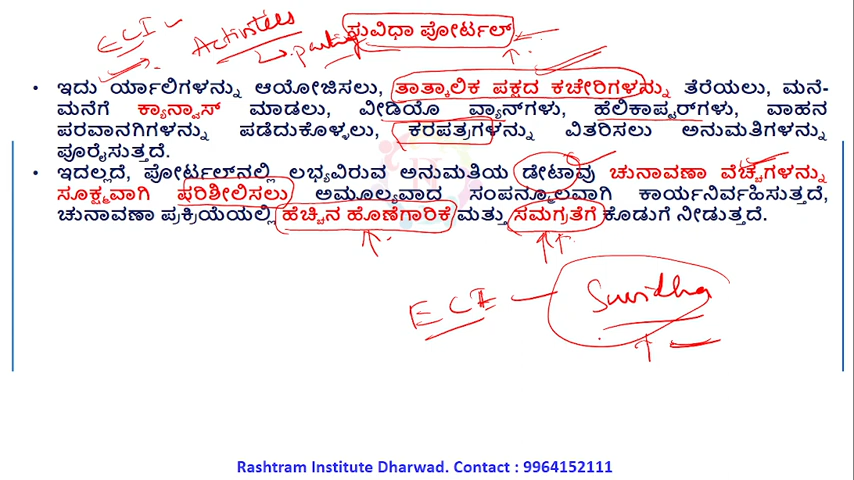 ECI
Activities
parties
ಸುವಿಧಾ ಪೋರ್ಟಲ್
• ಇದು ರ್ಯಾಲಿಗಳನ್ನು ಆಯೋಜಿಸಲು, ತಾತ್ಕಾಲಿಕ ಪಕ್ಷದ ಕಚೇರಿಗಳನ್ನು ತೆರೆಯಲು, ಮನೆ-
ಮನೆಗೆ ಕ್ಯಾನ್ವಾಸ್ ಮಾಡಲು, ವೀಡಿಯೊ ವ್ಯಾನ್‌ಗಳು, ಹೆಲಿಕಾಪ್ಟರ್‌ಗಳು, ವಾಹನ
ಪರವಾನಗಿಗಳನ್ನು ಪಡೆದುಕೊಳ್ಳಲು, ಕರಪತ್ರಗಳನ್ನು ವಿತರಿಸಲು ಅನುಮತಿಗಳನ್ನು
ಪೂರೈಸುತ್ತದೆ.
• ಇದಲ್ಲದೆ, ಪೋರ್ಟಲ್‌ನಲ್ಲಿ ಲಭ್ಯವಿರುವ ಅನುಮತಿಯ ಡೇಟಾವು ಚುನಾವಣಾ ವೆಚ್ಚಗಳನ್ನು
ಸೂಕ್ಷ್ಮವಾಗಿ ಪರಿಶೀಲಿಸಲು ಅಮೂಲ್ಯವಾದ ಸಂಪನ್ಮೂಲವಾಗಿ ಕಾರ್ಯನಿರ್ವಹಿಸುತ್ತದೆ,
ಚುನಾವಣಾ ಪ್ರಕ್ರಿಯೆಯಲ್ಲಿ ಹೆಚ್ಚಿನ ಹೊಣೆಗಾರಿಕೆ ಮತ್ತು ಸಮಗ್ರತೆಗೆ ಕೊಡುಗೆ ನೀಡುತ್ತದೆ.
ECI — Suvidha
Rashtram Institute Dharwad. Contact : 9964152111